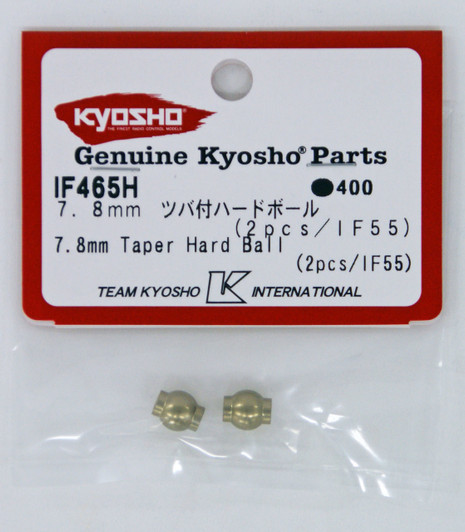 KYOSHO
THE FINEST RADIO CONTROL MODELS
Genuine Kyosho® Parts
IF465H ●400
7.8mm ツバ付ハードボール
(2pcs/IF55)
7.8mm Taper Hard Ball
(2pcs/IF55)
TEAM KYOSHO K INTERNATIONAL